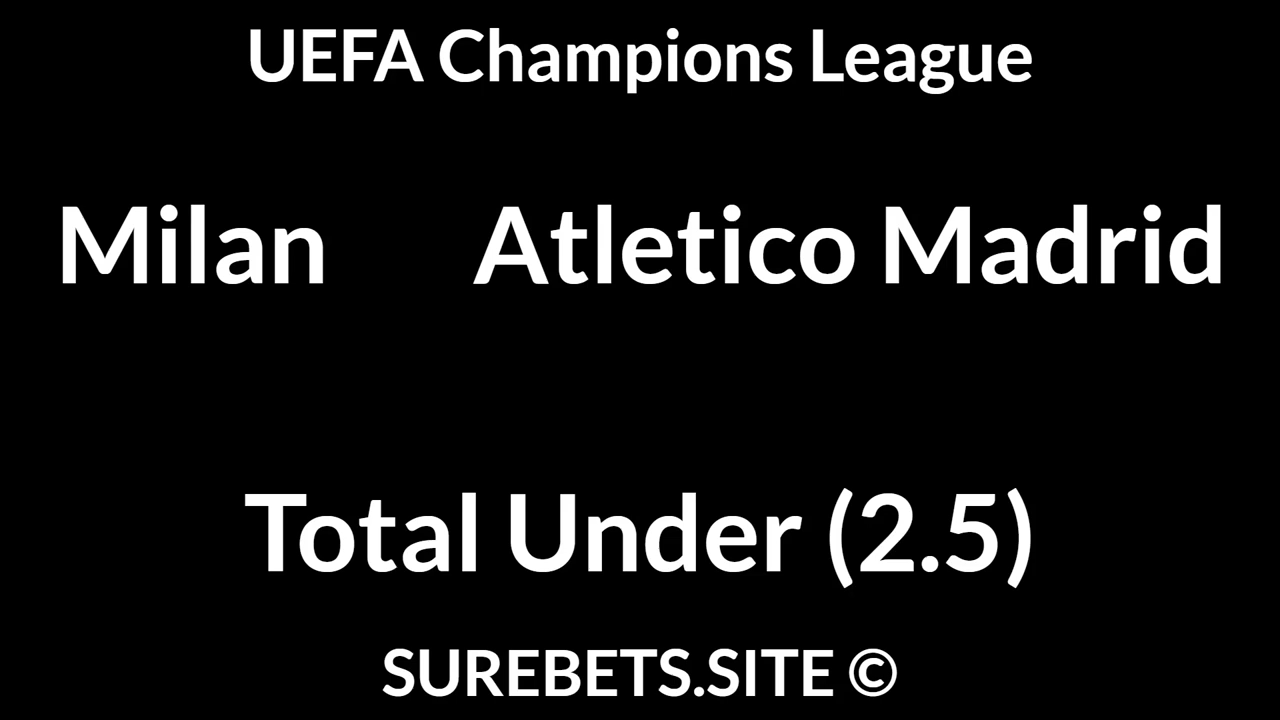 UEFA Champions League
Milan Atletico Madrid
Total Under (2.5)
SUREBETS.SITE ©